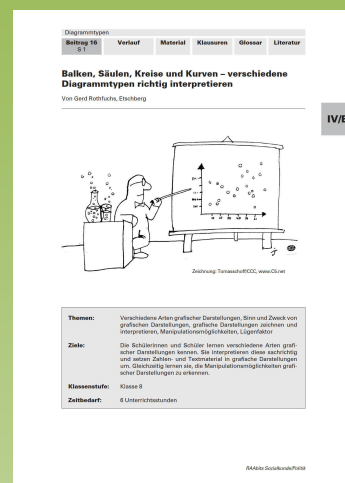 Diagrammtypen
Beitrag 16 Verlauf Material Klausuren Glossar Literatur
S 1
Balken, Säulen, Kreise und Kurven – verschiedene
Diagrammtypen richtig interpretieren
Von Gerd Rothfuchs, Etschberg
IV/B
Zeichnung: Tomasschoff/CCC, www.C5.net
Themen: Verschiedene Arten grafischer Darstellungen, Sinn und Zweck von
grafischen Darstellungen, grafische Darstellungen zeichnen und
interpretieren, Manipulationsmöglichkeiten, Lügenfaktor
Ziele: Die Schülerinnen und Schüler lernen verschiedene Arten grafi-
scher Darstellungen kennen. Sie interpretieren diese sachrichtig
und setzen Zahlen- und Textmaterial in grafische Darstellungen
um. Gleichzeitig lernen sie, die Manipulationsmöglichkeiten grafi-
scher Darstellungen zu erkennen.
Klassenstufe: Klasse 8
Zeitbedarf: 6 Unterrichtsstunden
RAAbits Sozialkunde/Politik